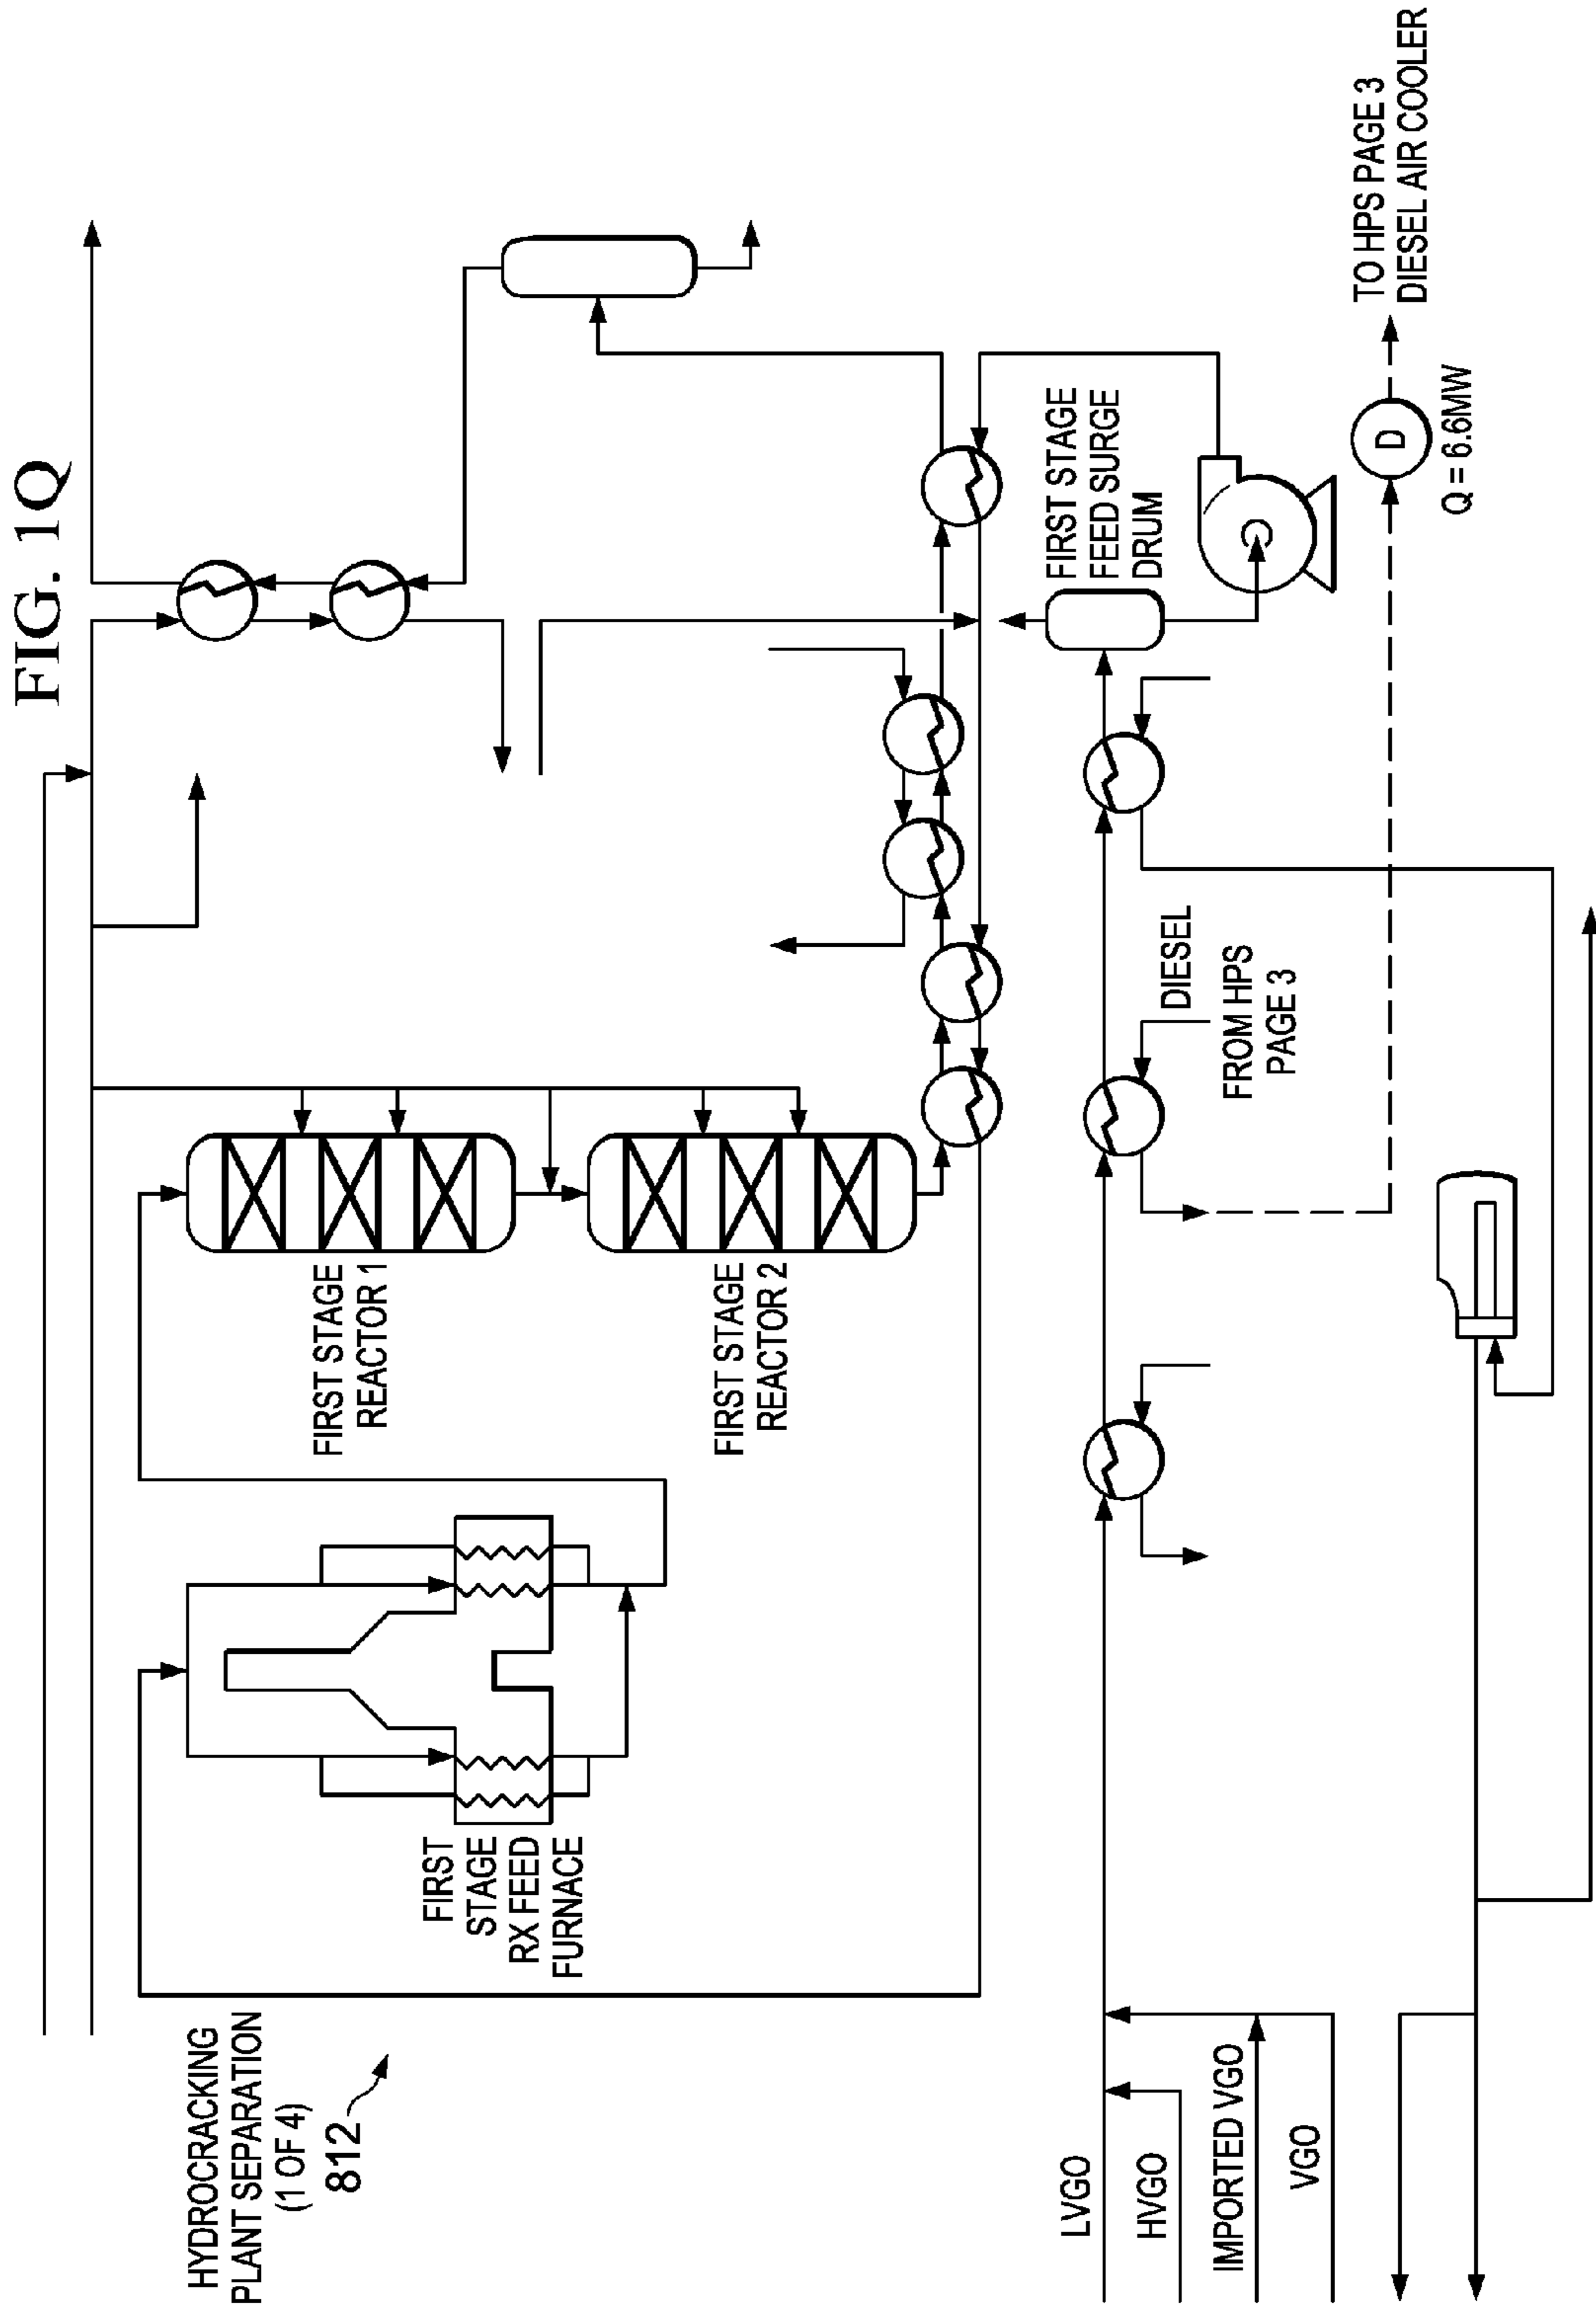 FIG. 1Q
HYDROCRACKING
PLANT SEPARATION
(1 OF 4)
812
FIRST
STAGE
RX FEED
FURNACE
FIRST STAGE
REACTOR 1
FIRST STAGE
REACTOR 2
LVGO
HVGO
IMPORTED VGO
VGO
DIESEL
FROM HPS
PAGE 3
FIRST STAGE
FEED SURGE
DRUM
D
Q = 6.6MW
TO HPS PAGE 3
DIESEL AIR COOLER